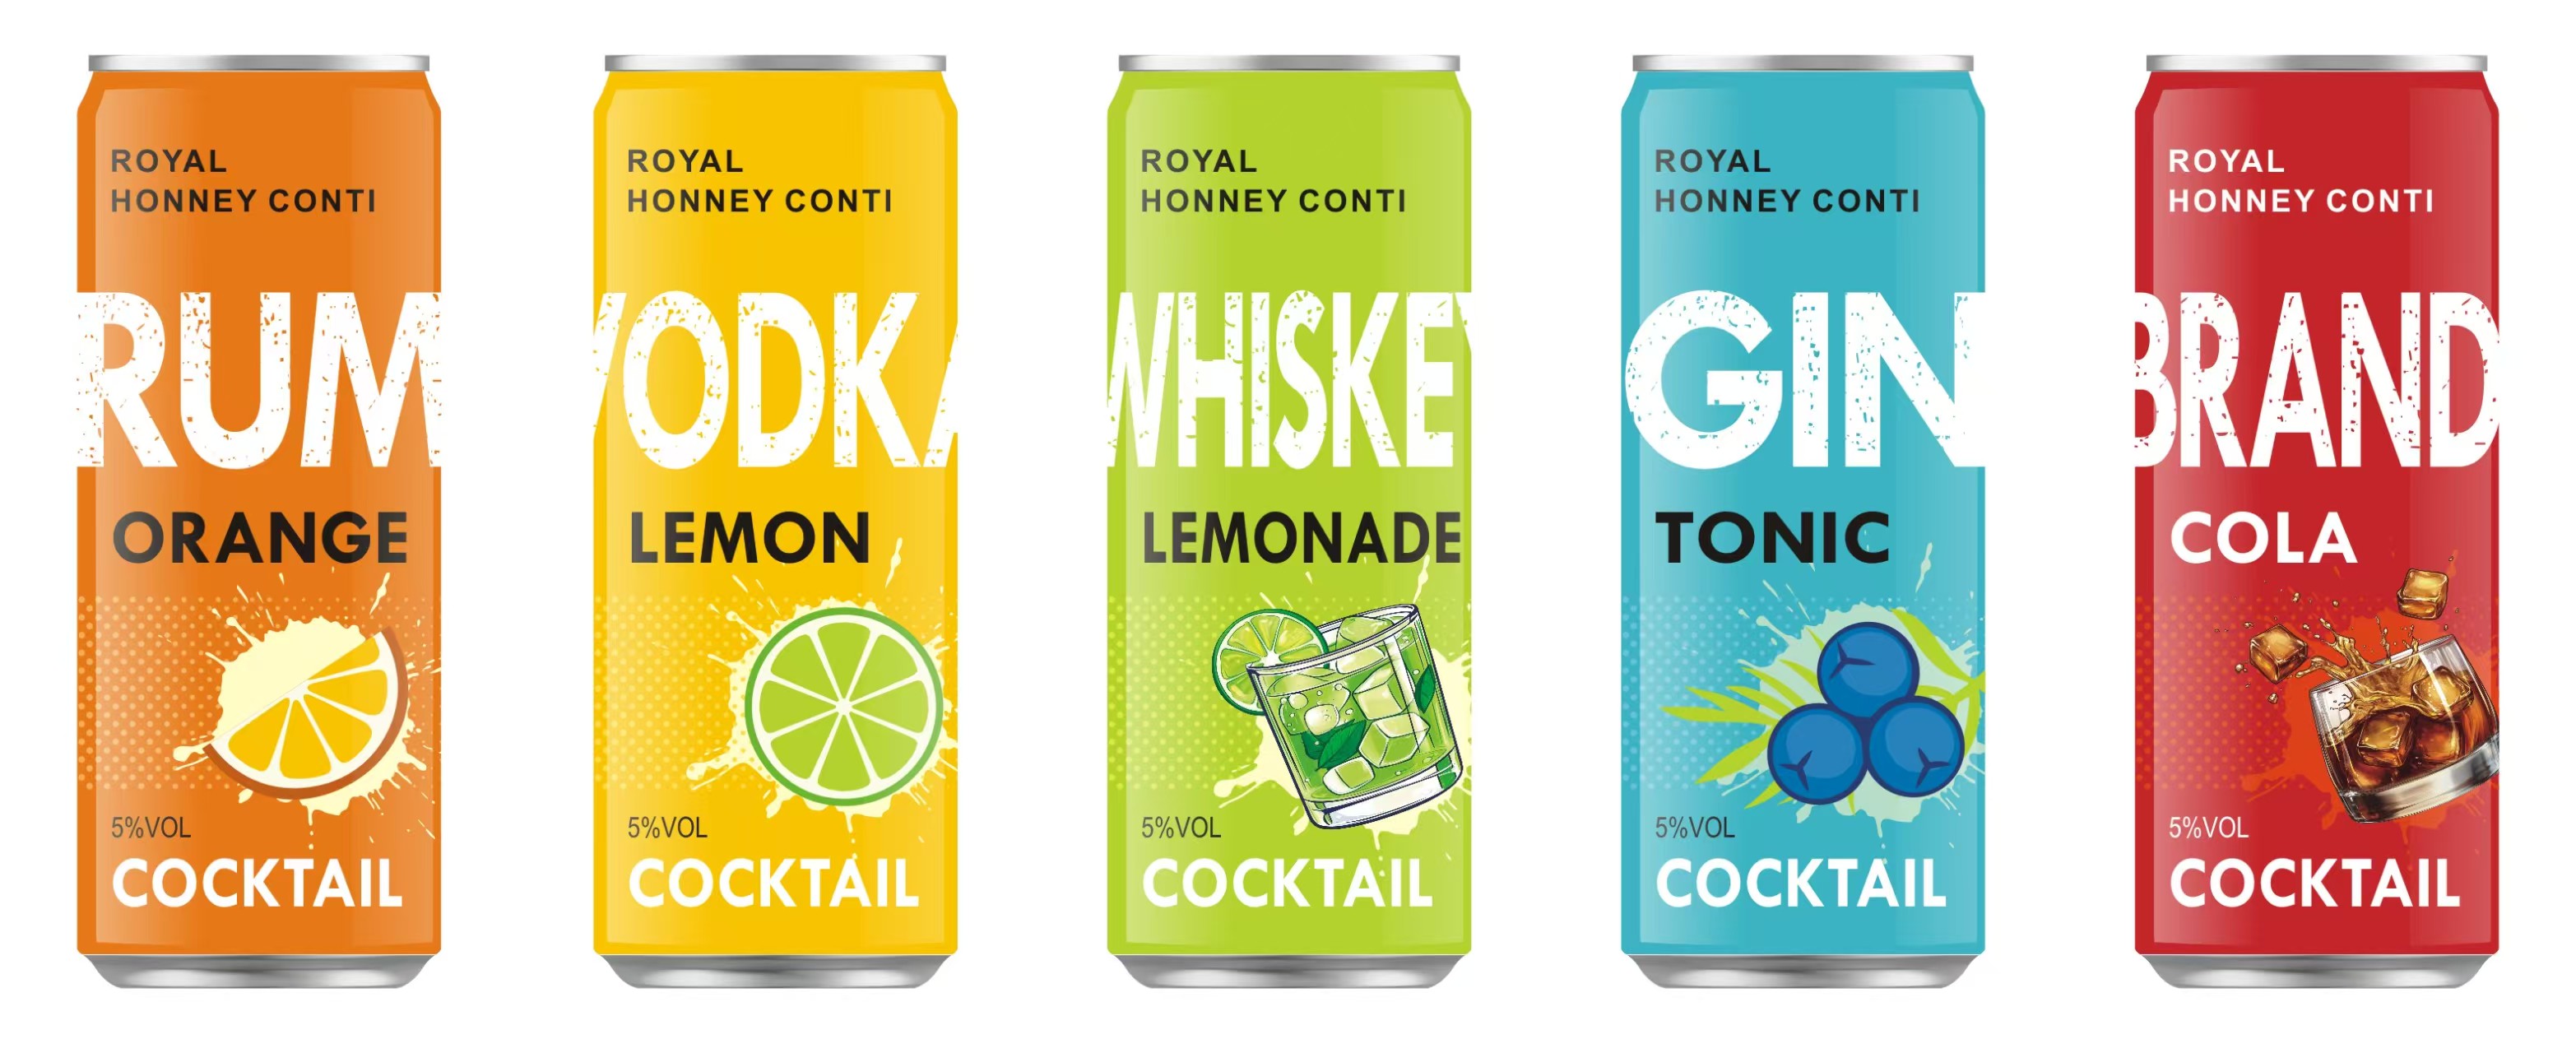 ROYAL
HONNEY CONTI
RUM
ORANGE
5%VOL
COCKTAIL
ROYAL
HONNEY CONTI
VODKA
LEMON
5%VOL
COCKTAIL
ROYAL
HONNEY CONTI
WHISKEY
LEMONADE
5%VOL
COCKTAIL
ROYAL
HONNEY CONTI
GIN
TONIC
5%VOL
COCKTAIL
ROYAL
HONNEY CONTI
BRAND
COLA
5%VOL
COCKTAIL